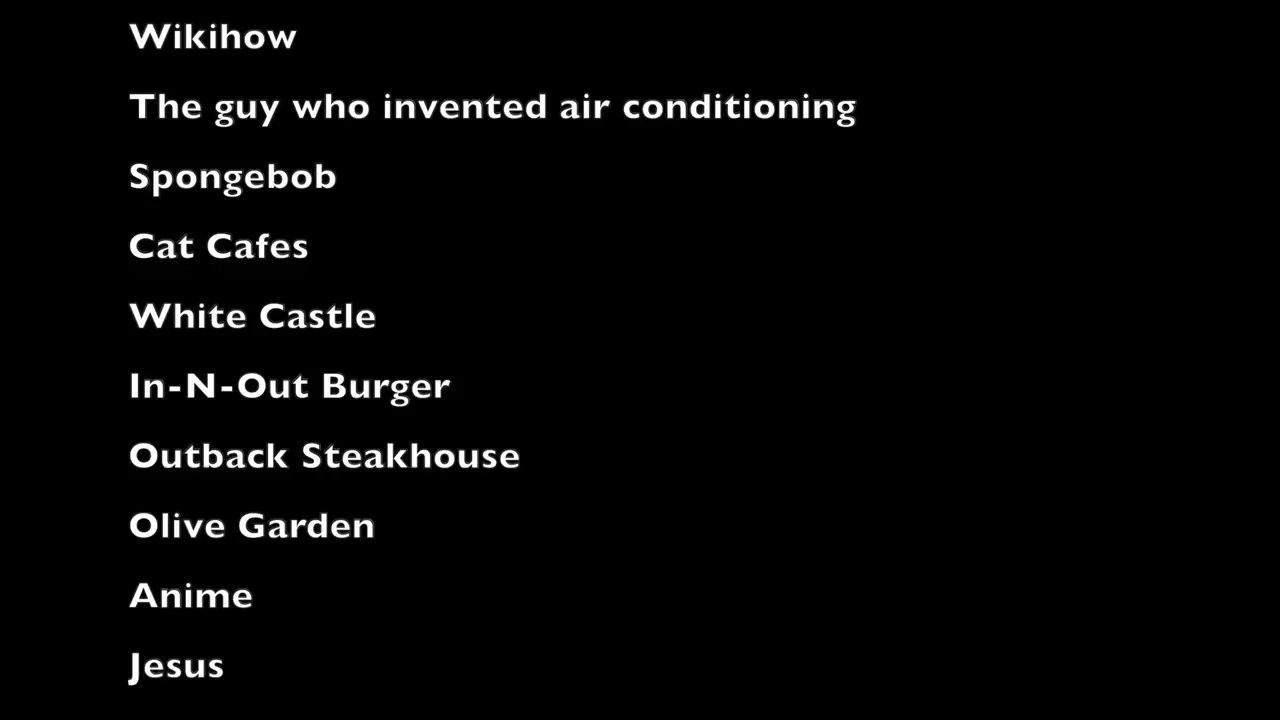 Wikihow
The guy who invented air conditioning
Spongebob
Cat Cafes
White Castle
In-N-Out Burger
Outback Steakhouse
Olive Garden
Anime
Jesus